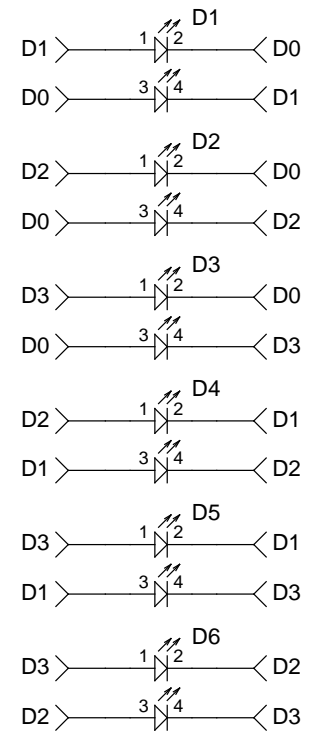 D1
D1 1 2 D0
D0 3 4 D1
D2
D2 1 2 D0
D0 3 4 D2
D3
D3 1 2 D0
D0 3 4 D3
D4
D2 1 2 D1
D1 3 4 D2
D5
D3 1 2 D1
D1 3 4 D3
D6
D3 1 2 D2
D2 3 4 D3